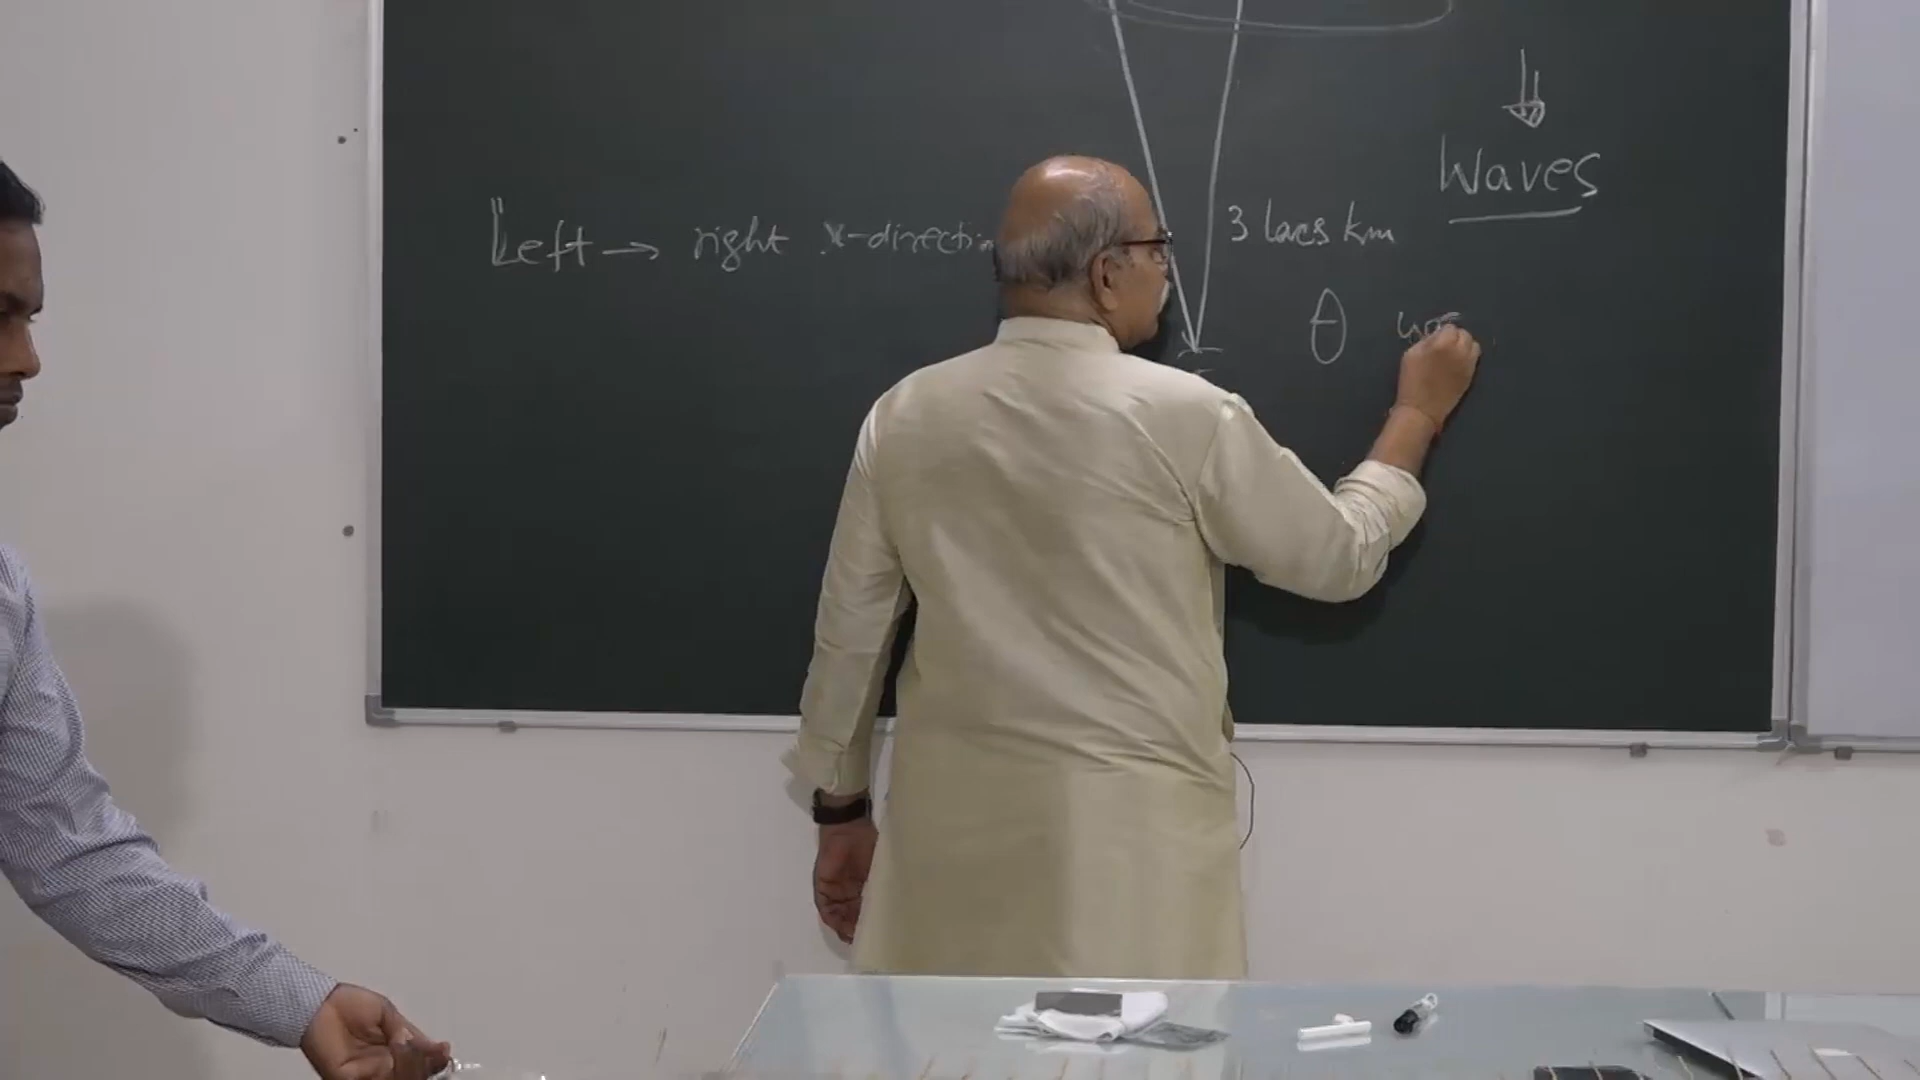 Waves
Left → right x-direction
3 lacs km
θ